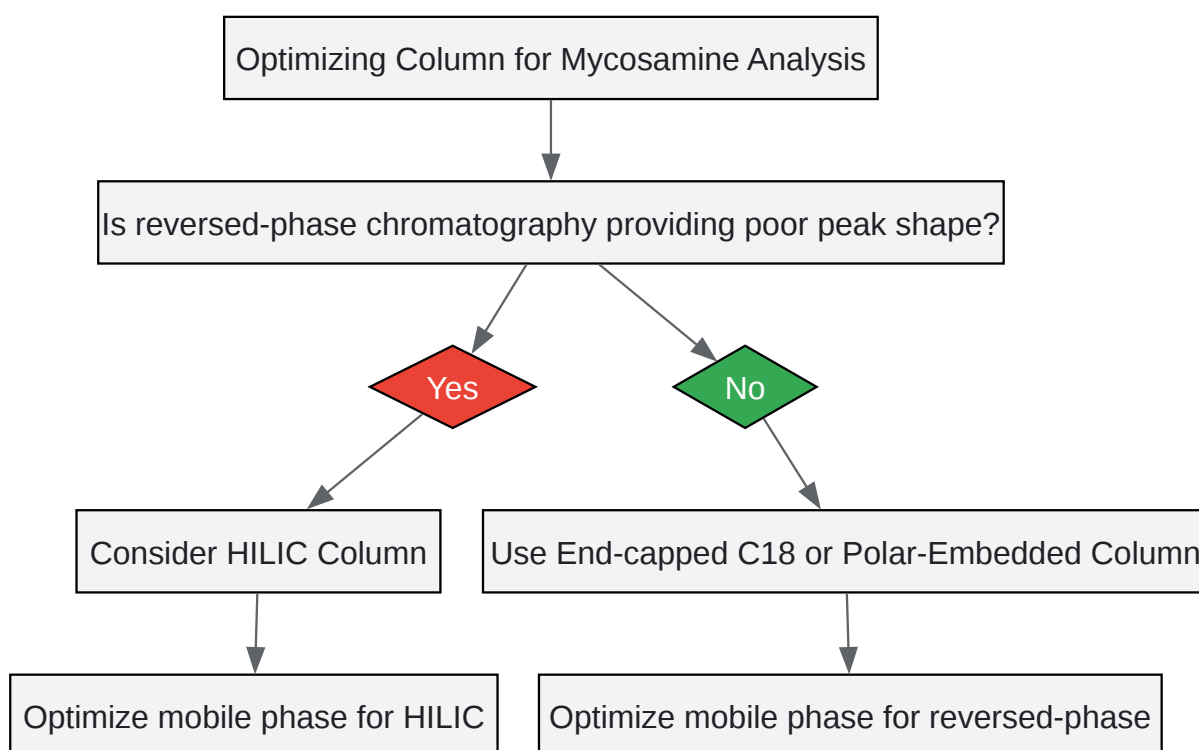 Optimizing Column for Mycosamine Analysis
Is reversed-phase chromatography providing poor peak shape?
Yes
No
Consider HILIC Column
Use End-capped C18 or Polar-Embedded Column
Optimize mobile phase for HILIC
Optimize mobile phase for reversed-phase